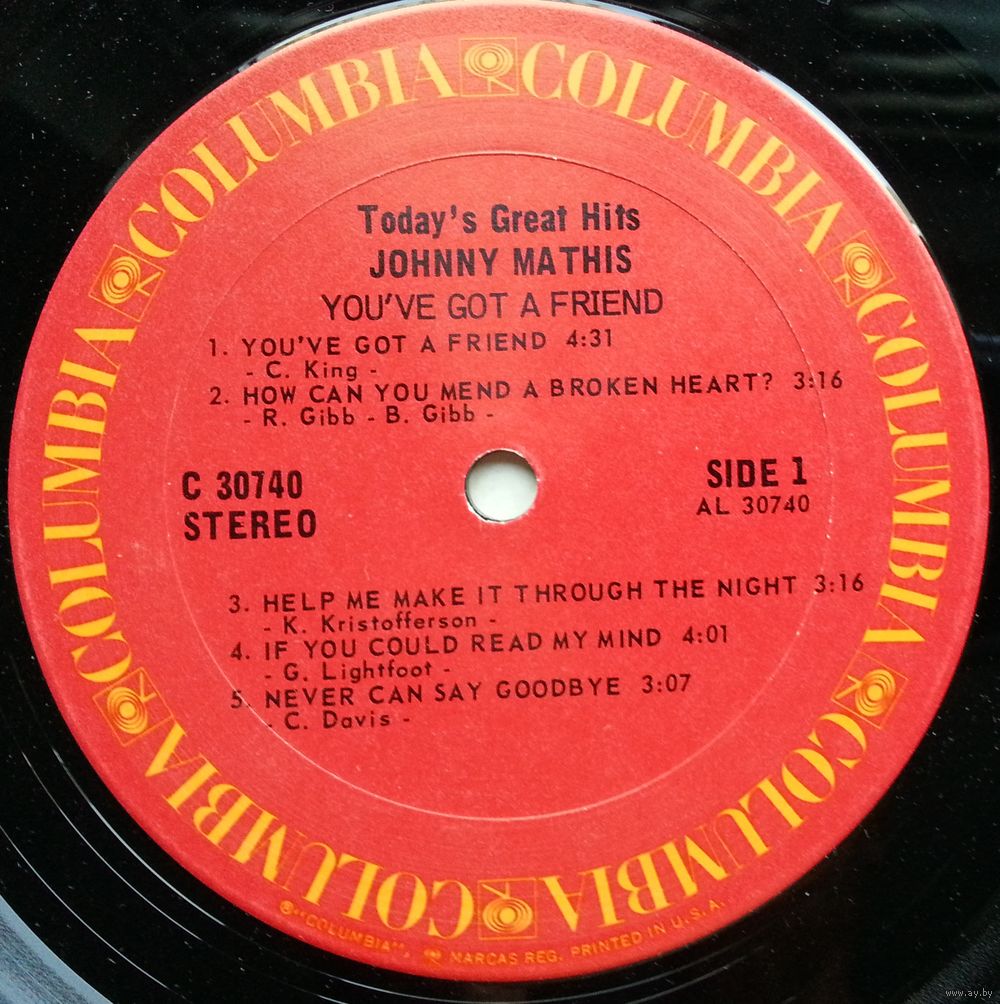 COLUMBIA COLUMBIA COLUMBIA COLUMBIA COLUMBIA COLUMBIA
Today's Great Hits
JOHNNY MATHIS
YOU'VE GOT A FRIEND
1. YOU'VE GOT A FRIEND 4:31
- C. King -
2. HOW CAN YOU MEND A BROKEN HEART? 3:16
- R. Gibb - B. Gibb -
C 30740
STEREO
SIDE 1
AL 30740
3. HELP ME MAKE IT THROUGH THE NIGHT 3:16
- K. Kristofferson -
4. IF YOU COULD READ MY MIND 4:01
- G. Lightfoot -
5. NEVER CAN SAY GOODBYE 3:07
- C. Davis -
® "COLUMBIA", MARCAS REG. PRINTED IN U.S.A.
www.ay.by